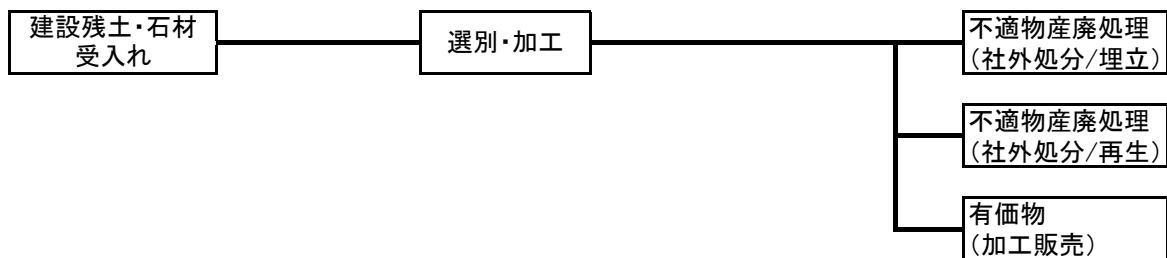 建設残土・石材
受入れ
選別・加工
不適物産廃処理
(社外処分/埋立)
不適物産廃処理
(社外処分/再生)
有価物
(加工販売)